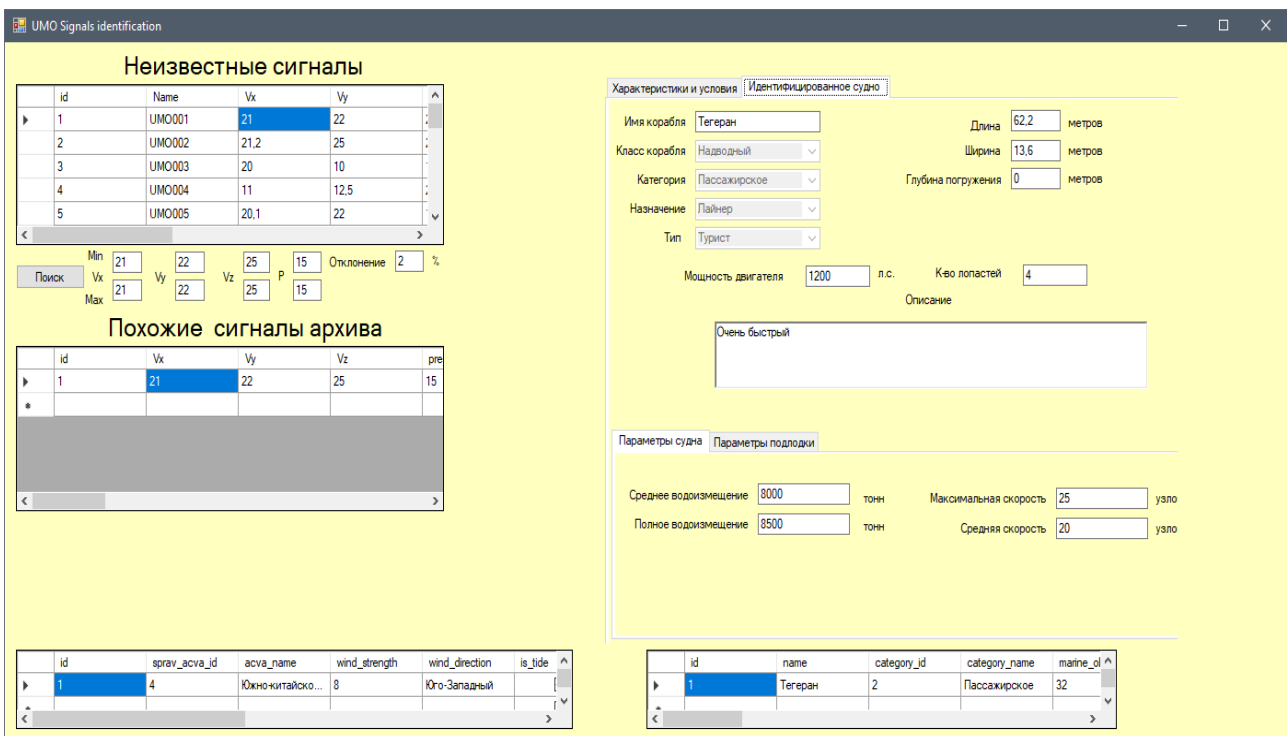 UMO Signals identification
Неизвестные сигналы
id Name Vx Vy
1 UMO001 21 22
2 UMO002 21,2 25
3 UMO003 20 10
4 UMO004 11 12,5
5 UMO005 20,1 22
Поиск
Min 21 22 25 15 Отклонение 2 %
Vx Vy Vz P
Max 21 22 25 15
Похожие сигналы архива
id Vx Vy Vz pre
1 21 22 25 15
Характеристики и условия Идентифицированное судно
Имя корабля Тегеран Длина 62,2 метров
Класс корабля Надводный Ширина 13,6 метров
Категория Пассажирское Глубина погружения 0 метров
Назначение Лайнер
Тип Турист
Мощность двигателя 1200 л.с. К-во лопастей 4
Описание
Очень быстрый
Параметры судна Параметры подлодки
Среднее водоизмещение 8000 тонн Максимальная скорость 25 узло
Полное водоизмещение 8500 тонн Средняя скорость 20 узло
id sprav_acva_id acva_name wind_strength wind_direction is_tide
1 4 Южно-китайско... 8 Юго-Западный
id name category_id category_name marine_ol
1 Тегеран 2 Пассажирское 32